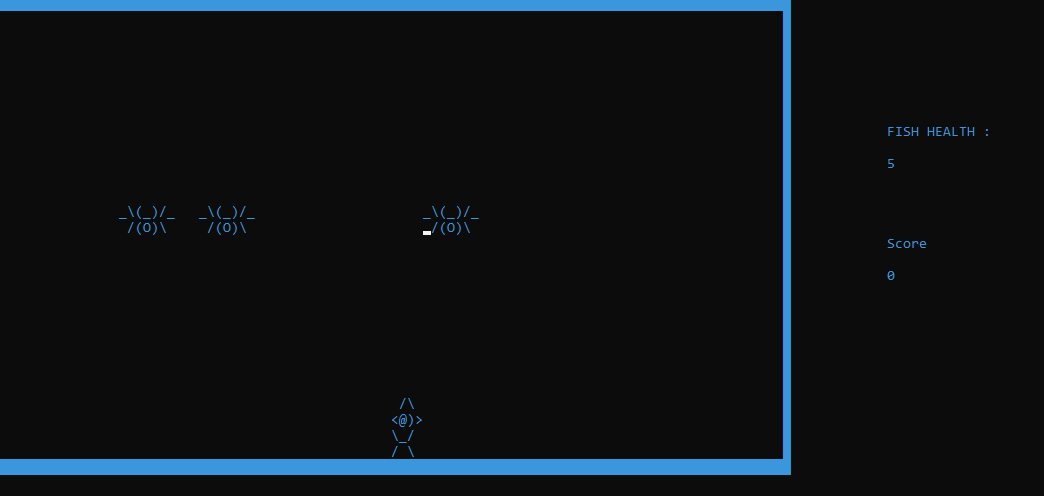 FISH HEALTH :
5
_\(_)/_ _\(_)/_ _\(_)/_
/(O)\ /(O)\ _/(O)\
Score
0
/\
<@)>
\_/
/ \